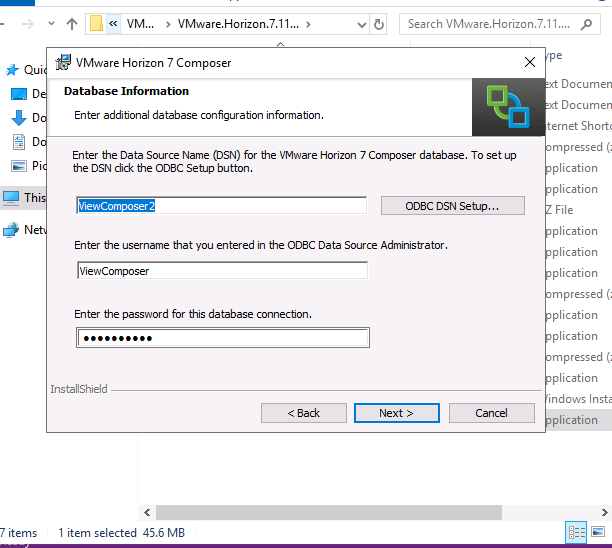 « VM... > VMware.Horizon.7.11... >
Search VMware.Horizon.7.11....
VMware Horizon 7 Composer
Database Information
Enter additional database configuration information.
Enter the Data Source Name (DSN) for the VMware Horizon 7 Composer database. To set up
the DSN click the ODBC Setup button.
ViewComposer2
ODBC DSN Setup...
Enter the username that you entered in the ODBC Data Source Administrator.
ViewComposer
Enter the password for this database connection.
••••••••••
InstallShield
< Back
Next >
Cancel
Quic
De
Do
Do
Pic
This
Netv
ype
ext Documen
ext Documen
nternet Shortc
ompressed (z
pplication
pplication
Z File
pplication
pplication
pplication
ompressed (z
pplication
pplication
ompressed (z
pplication
Windows Insta
pplication
7 items
1 item selected 45.6 MB